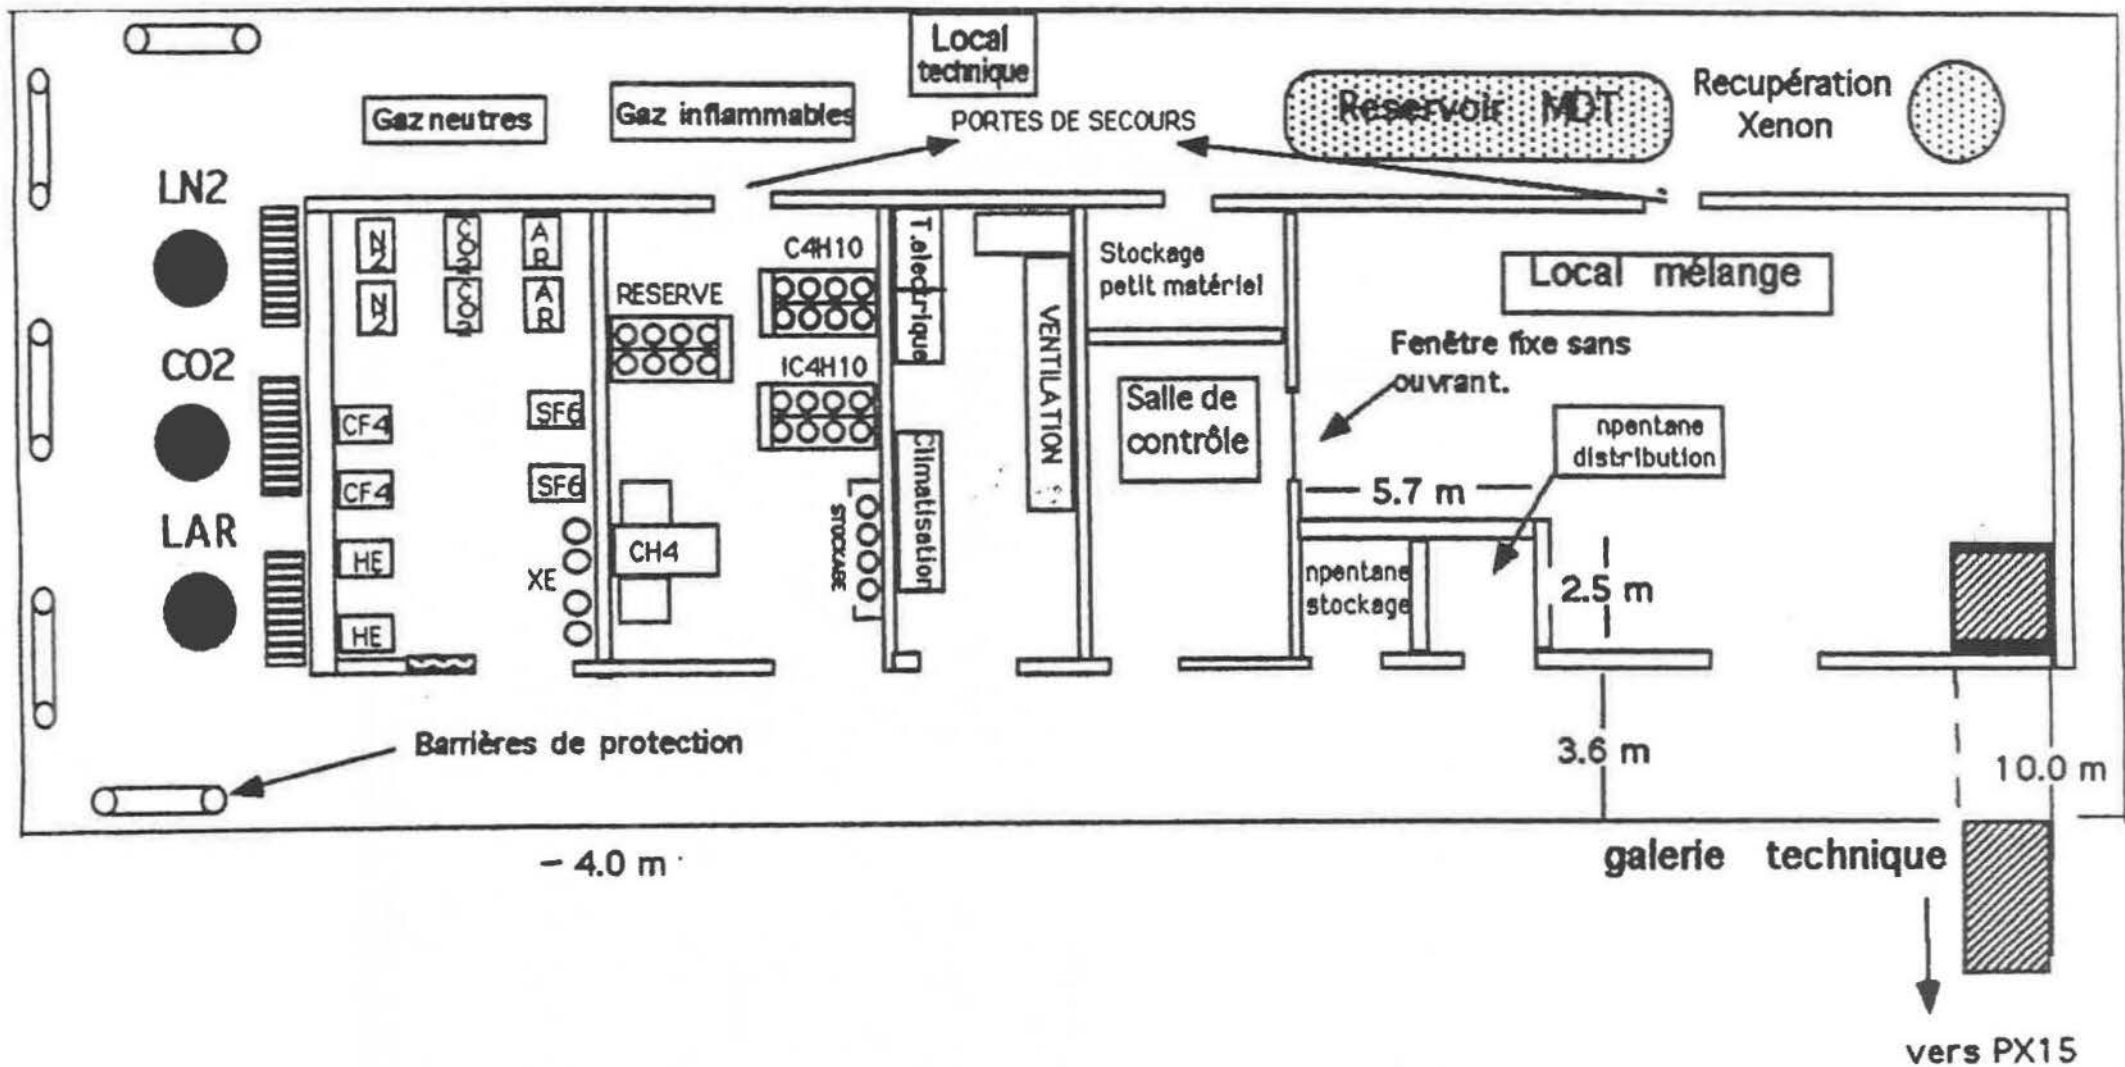 Local
technique
Gaz neutres
Gaz inflammables
PORTES DE SECOURS
Reservoir MDT
Recupération
Xenon
LN2
CO2
LAR
N2
CO2
AR
N2
CO2
AR
CF4
SF6
CF4
SF6
HE
XE
HE
RESERVE
C4H10
IC4H10
CH4
STOCKAGE
T.electrique
Climatisation
VENTILATION
Stockage
petit matériel
Salle de
contrôle
Local mélange
Fenêtre fixe sans
ouvrant.
npentane
distribution
5.7 m
npentane
stockage
2.5 m
Barrières de protection
3.6 m
10.0 m
– 4.0 m
galerie technique
vers PX15